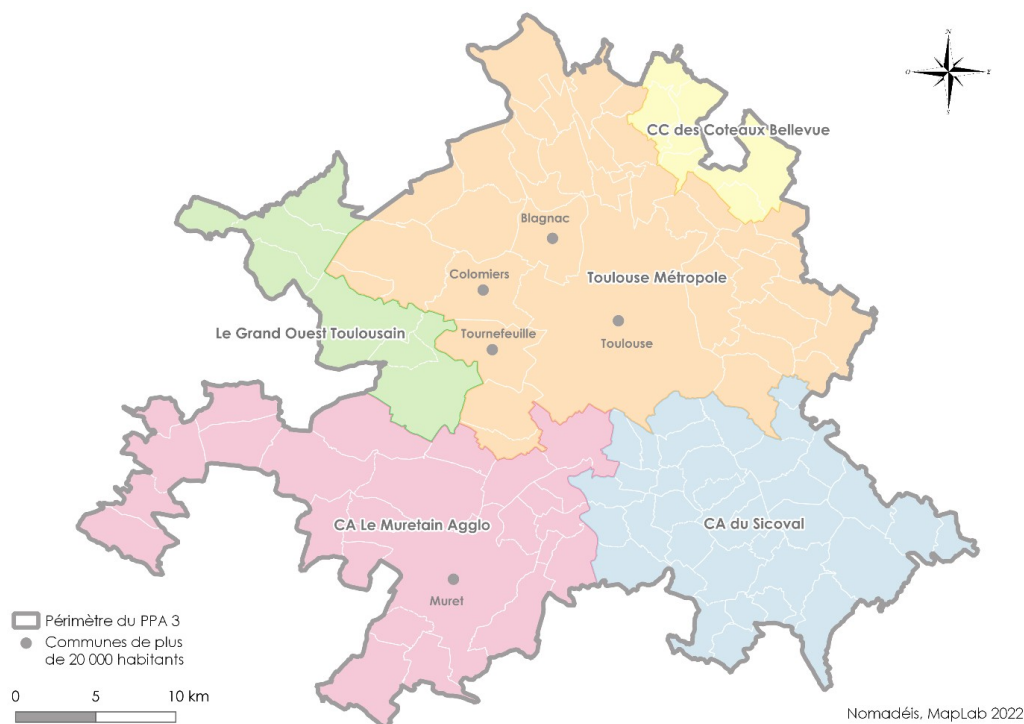 N
O
E
S
CC des Coteaux Bellevue
Blagnac
Colomiers
Toulouse Métropole
Le Grand Ouest Toulousain
Tournefeuille
Toulouse
CA Le Muretain Agglo
CA du Sicoval
Muret
Périmètre du PPA 3
Communes de plus
de 20 000 habitants
0 5 10 km
Nomadéis, MapLab 2022